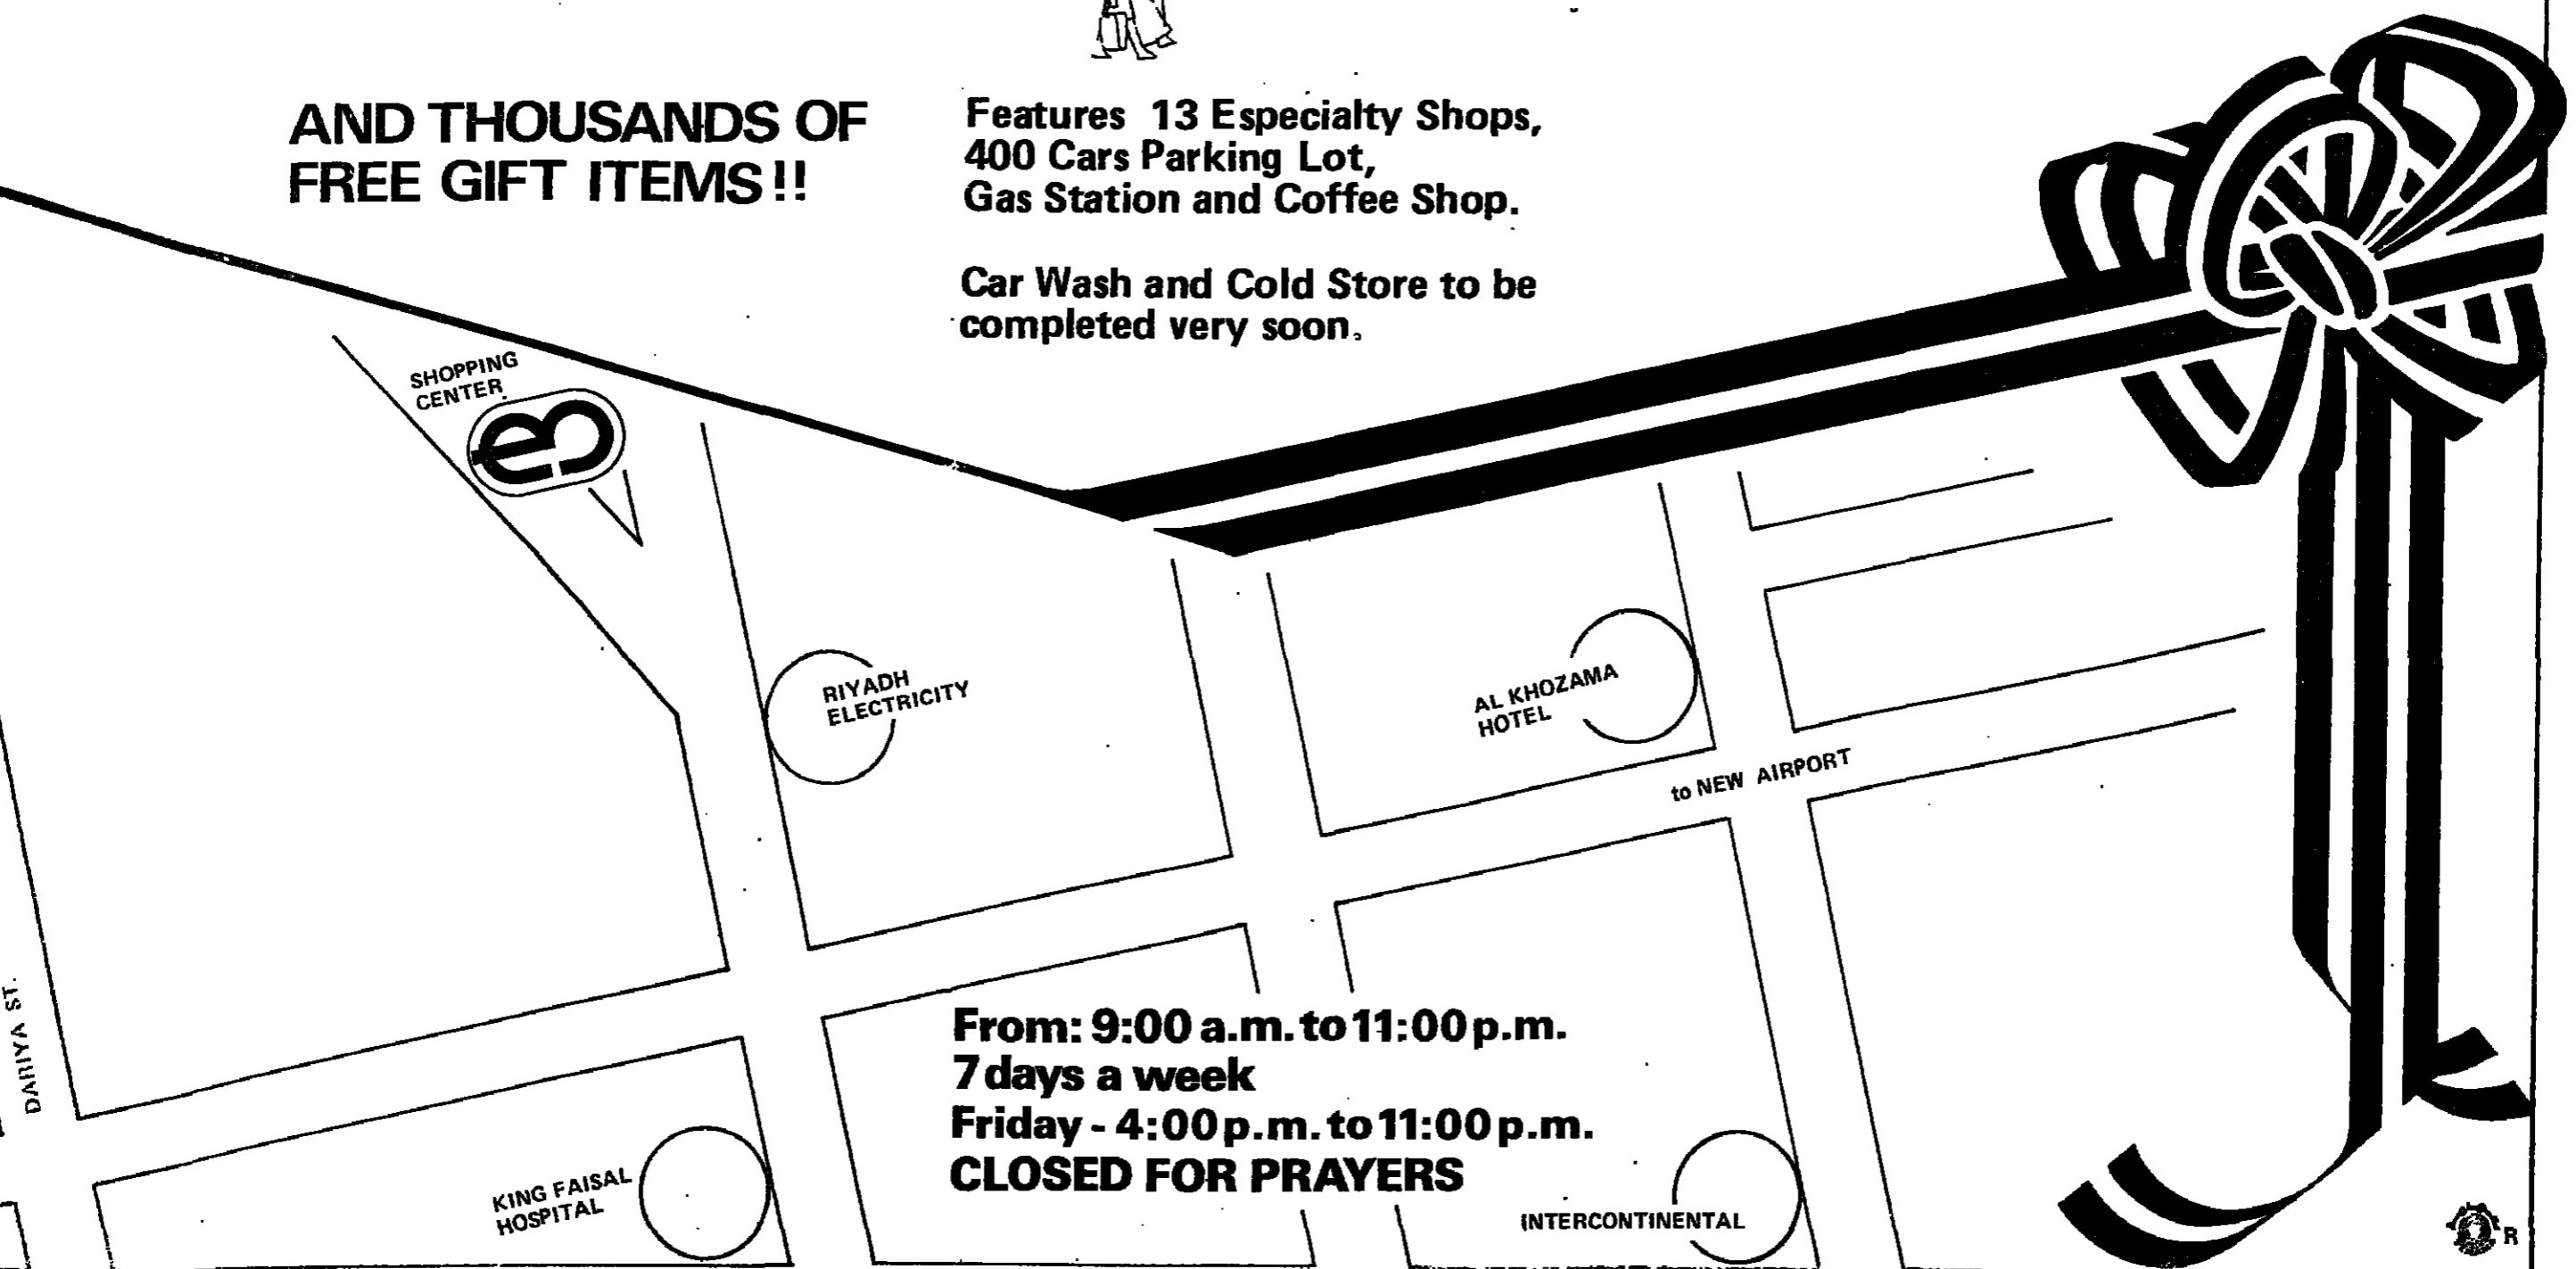 AND THOUSANDS OF
FREE GIFT ITEMS!!
Features 13 Especialty Shops,
400 Cars Parking Lot,
Gas Station and Coffee Shop.
Car Wash and Cold Store to be
completed very soon.
SHOPPING
CENTER
RIYADH
ELECTRICITY
AL KHOZAMA
HOTEL
to NEW AIRPORT
DARIYA ST.
From: 9:00 a.m. to 11:00 p.m.
7 days a week
Friday - 4:00 p.m. to 11:00 p.m.
CLOSED FOR PRAYERS
KING FAISAL
HOSPITAL
INTERCONTINENTAL
R